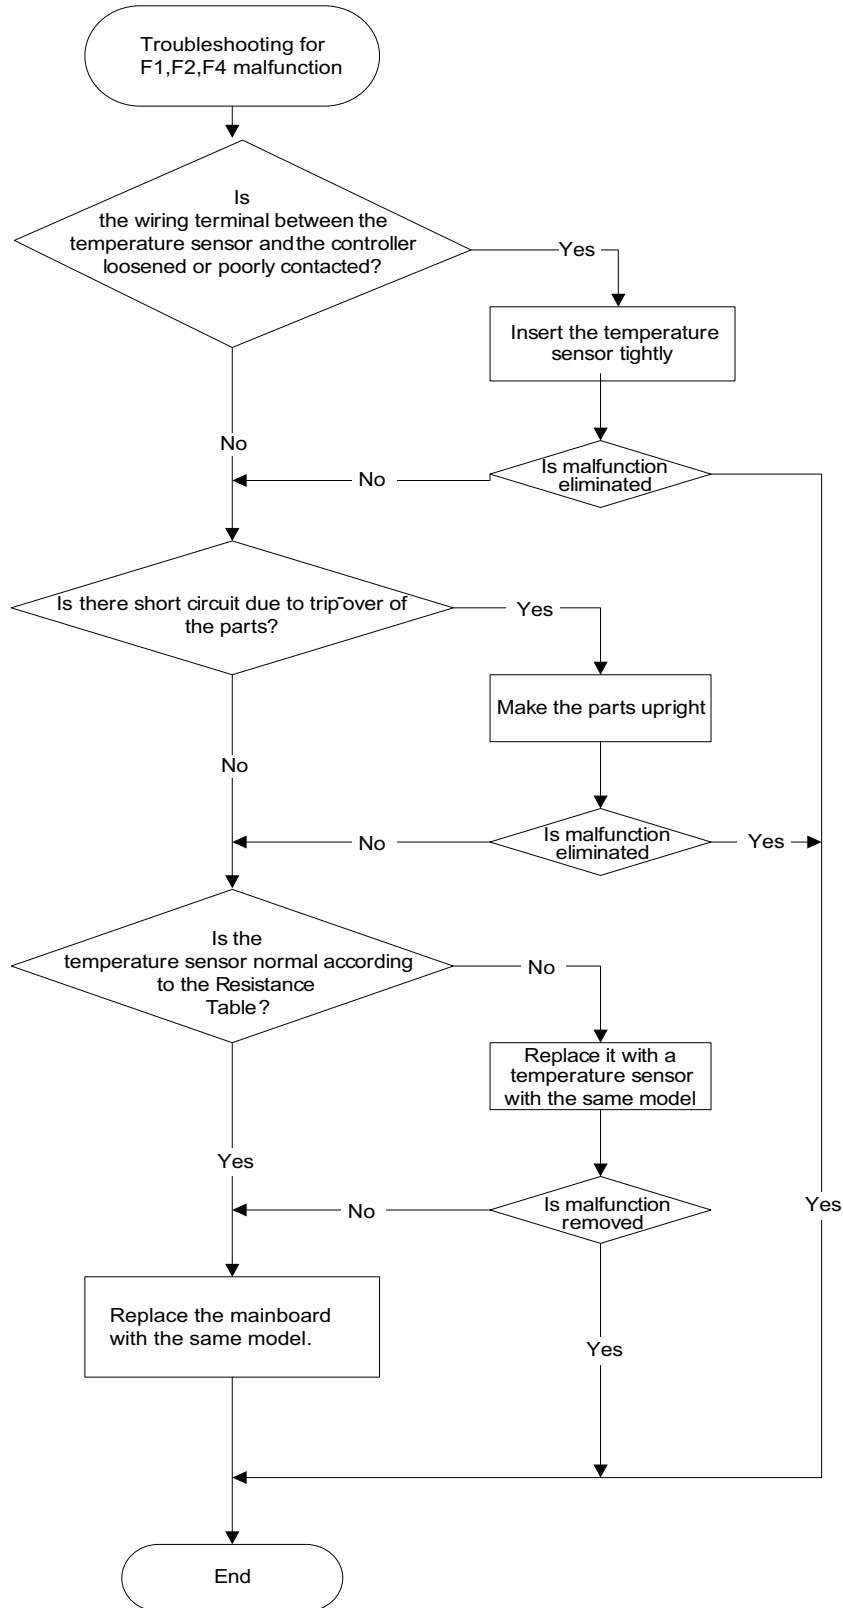 Troubleshooting for
F1,F2,F4 malfunction
Is
the wiring terminal between the
temperature sensor and the controller
loosened or poorly contacted?
Yes
Insert the temperature
sensor tightly
No
Is malfunction
eliminated
No
Is there short circuit due to trip-over of
the parts?
Yes
Make the parts upright
No
Is malfunction
eliminated
No
Yes
Is the
temperature sensor normal according
to the Resistance
Table?
No
Replace it with a
temperature sensor
with the same model
Yes
Is malfunction
removed
No
Yes
Replace the mainboard
with the same model.
Yes
End